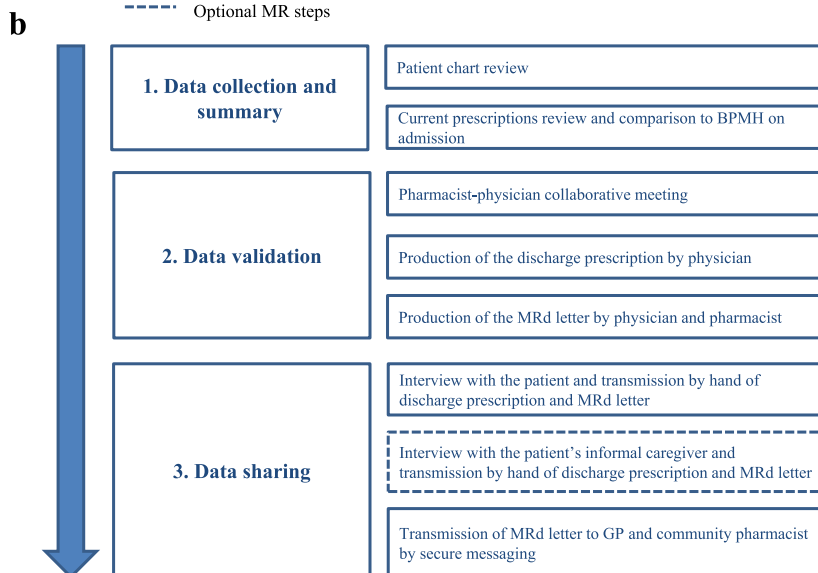 Optional MR steps
b
1. Data collection and
summary
Patient chart review
Current prescriptions review and comparison to BPMH on
admission
2. Data validation
Pharmacist-physician collaborative meeting
Production of the discharge prescription by physician
Production of the MRd letter by physician and pharmacist
3. Data sharing
Interview with the patient and transmission by hand of
discharge prescription and MRd letter
Interview with the patient’s informal caregiver and
transmission by hand of discharge prescription and MRd letter
Transmission of MRd letter to GP and community pharmacist
by secure messaging